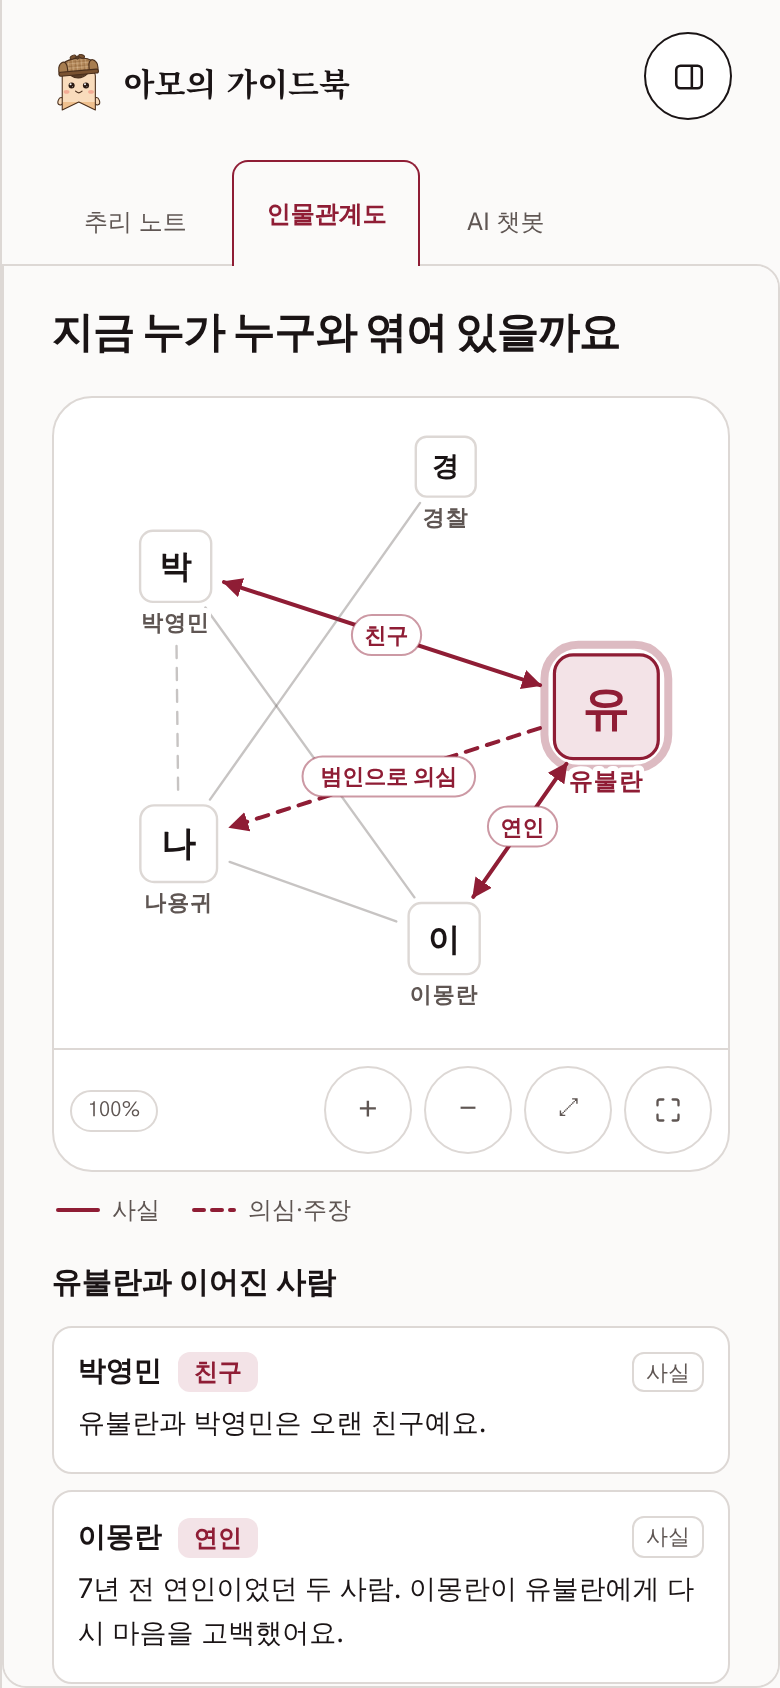 아모의 가이드북
추리 노트
인물관계도
AI 챗봇
지금 누가 누구와 엮여 있을까요
경
경찰
박
박영민
친구
유
유불란
범인으로 의심
연인
나
나용귀
이
이몽란
100%
+
−
사실
의심·주장
유불란과 이어진 사람
박영민 친구 사실
유불란과 박영민은 오랜 친구예요.
이몽란 연인 사실
7년 전 연인이었던 두 사람. 이몽란이 유불란에게 다
시 마음을 고백했어요.